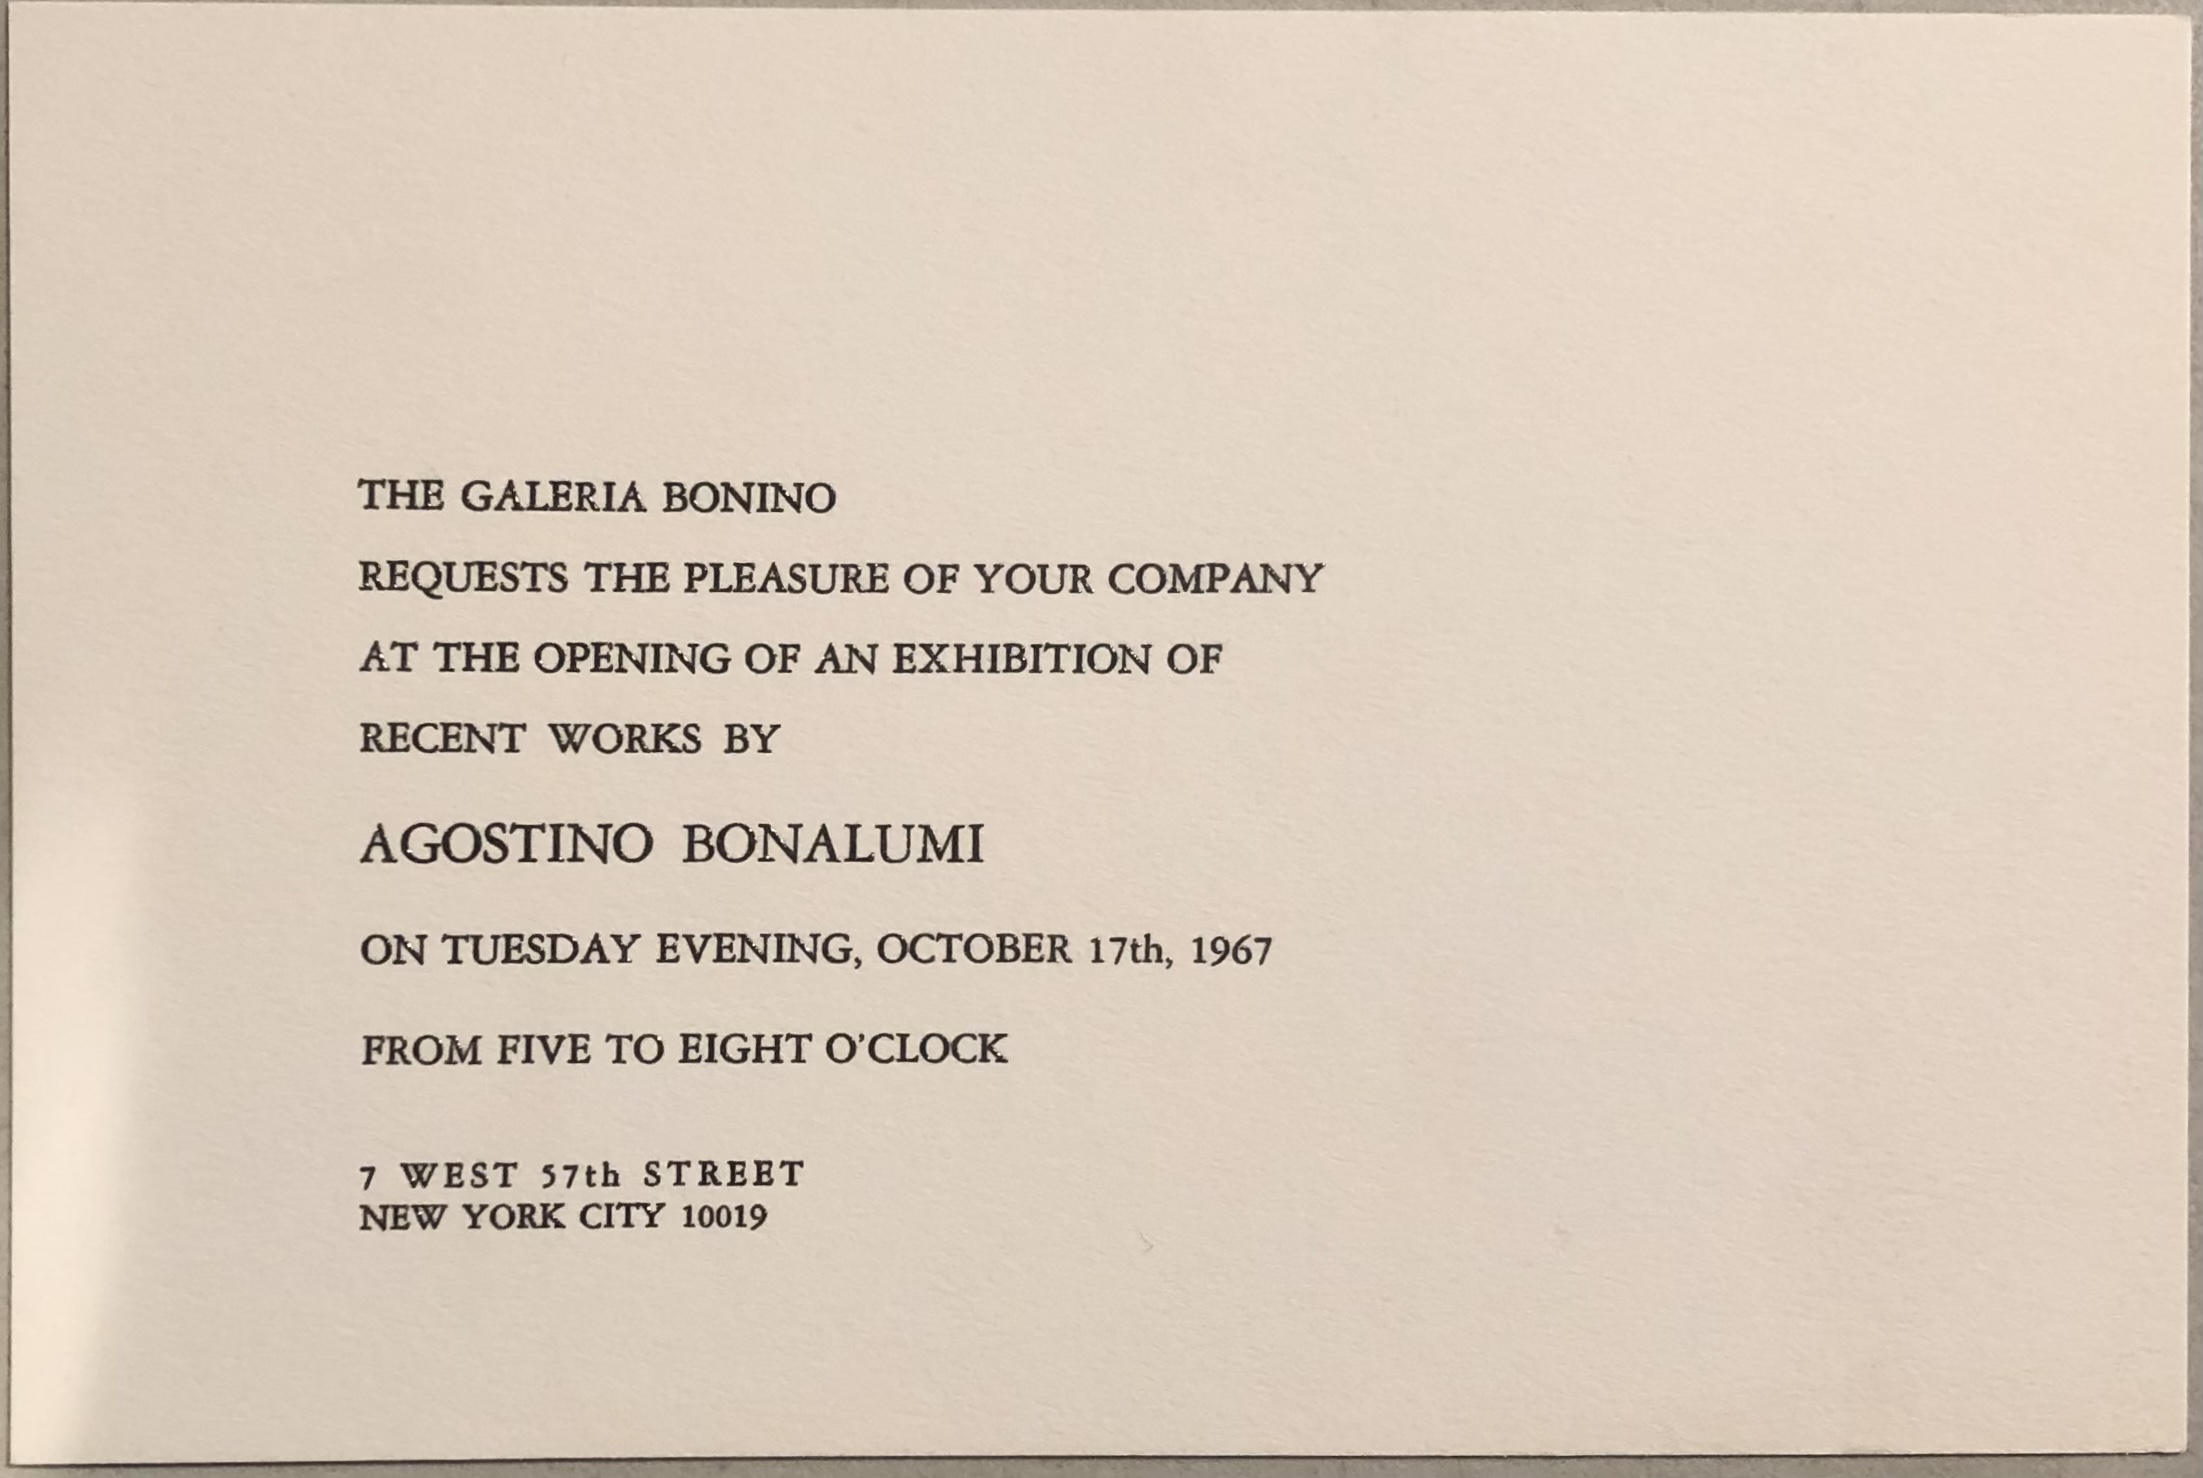 THE GALERIA BONINO
REQUESTS THE PLEASURE OF YOUR COMPANY
AT THE OPENING OF AN EXHIBITION OF
RECENT WORKS BY
AGOSTINO BONALUMI
ON TUESDAY EVENING, OCTOBER 17th, 1967
FROM FIVE TO EIGHT O'CLOCK
7 WEST 57th STREET
NEW YORK CITY 10019